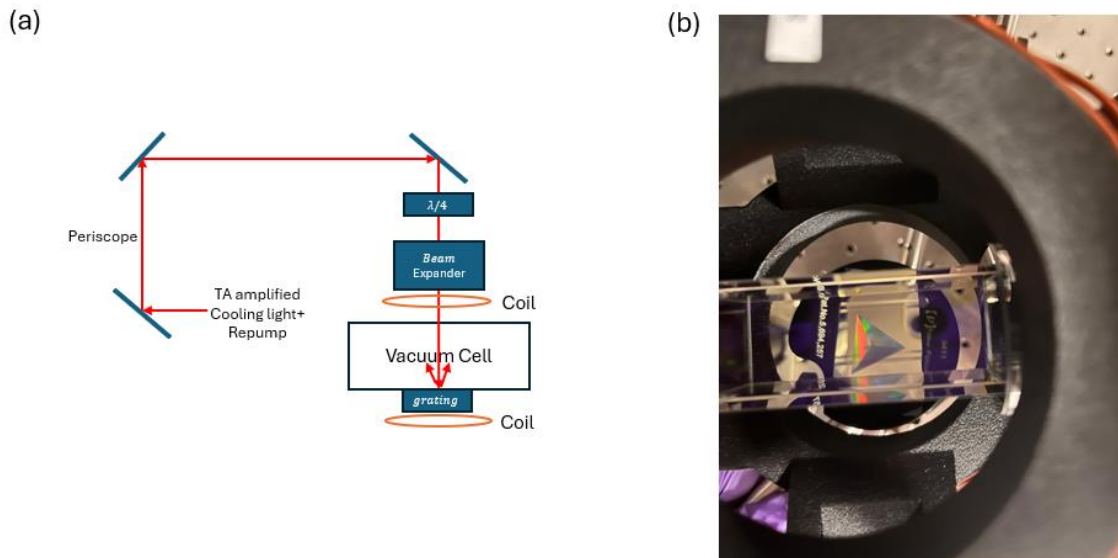 (a)
(b)
λ/4
Periscope
Beam
Expander
TA amplified
Cooling light+
Repump
Coil
Vacuum Cell
grating
Coil